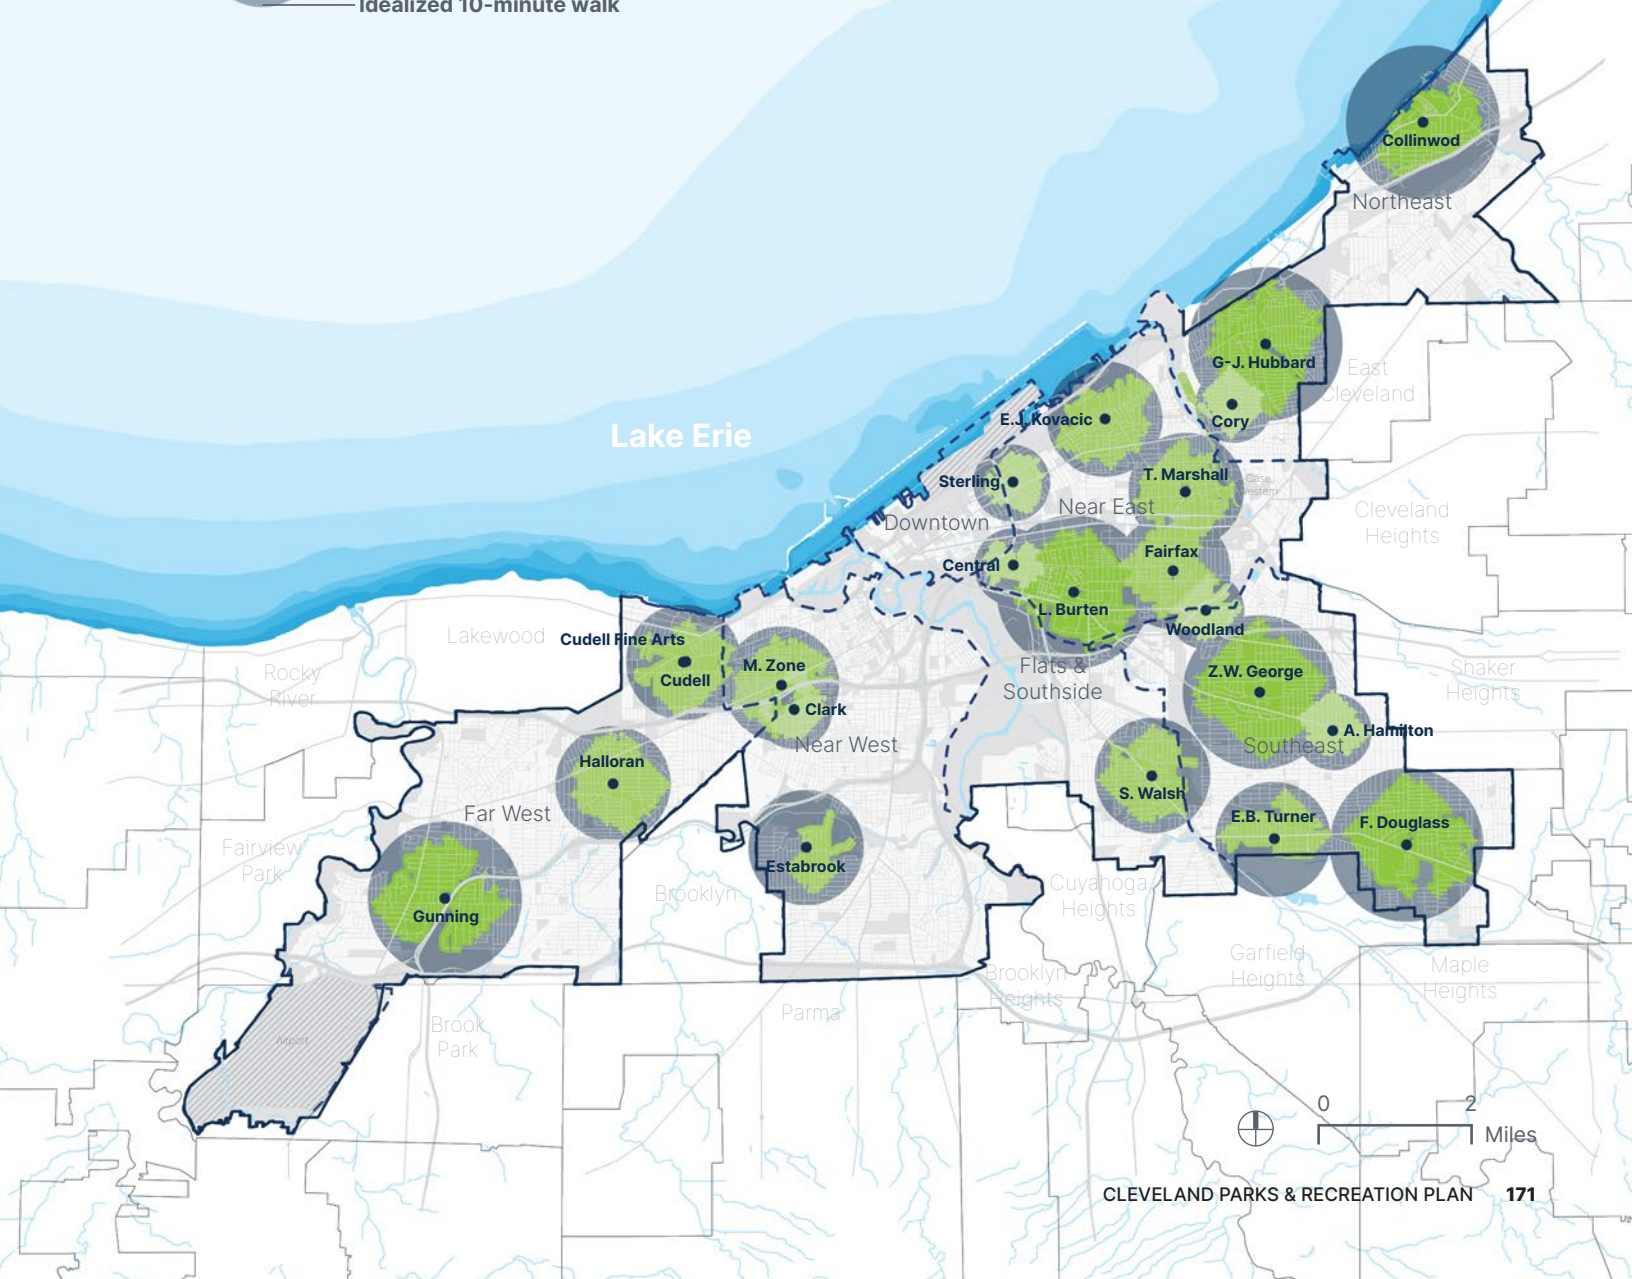 Idealized 10-minute walk
Collinwod
Northeast
G-J. Hubbard
East
Cleveland
Cory
E.J. Kovacic
Lake Erie
T. Marshall
Sterling
Case
Western
Near East
Downtown
Cleveland
Heights
Fairfax
Central
L. Burten
Woodland
Lakewood
Cudell Fine Arts
M. Zone
Cudell
Clark
Near West
Rocky
River
Flats &
Southside
Z.W. George
Shaker
Heights
A. Hamilton
Southeast
Halloran
S. Walsh
Far West
E.B. Turner
F. Douglass
Fairview
Park
Estabrook
Brooklyn
Cuyahoga
Heights
Gunning
Garfield
Heights
Maple
Heights
Brooklyn
Heights
Parma
Brook
Park
Airport
0 2
Miles
CLEVELAND PARKS & RECREATION PLAN 171